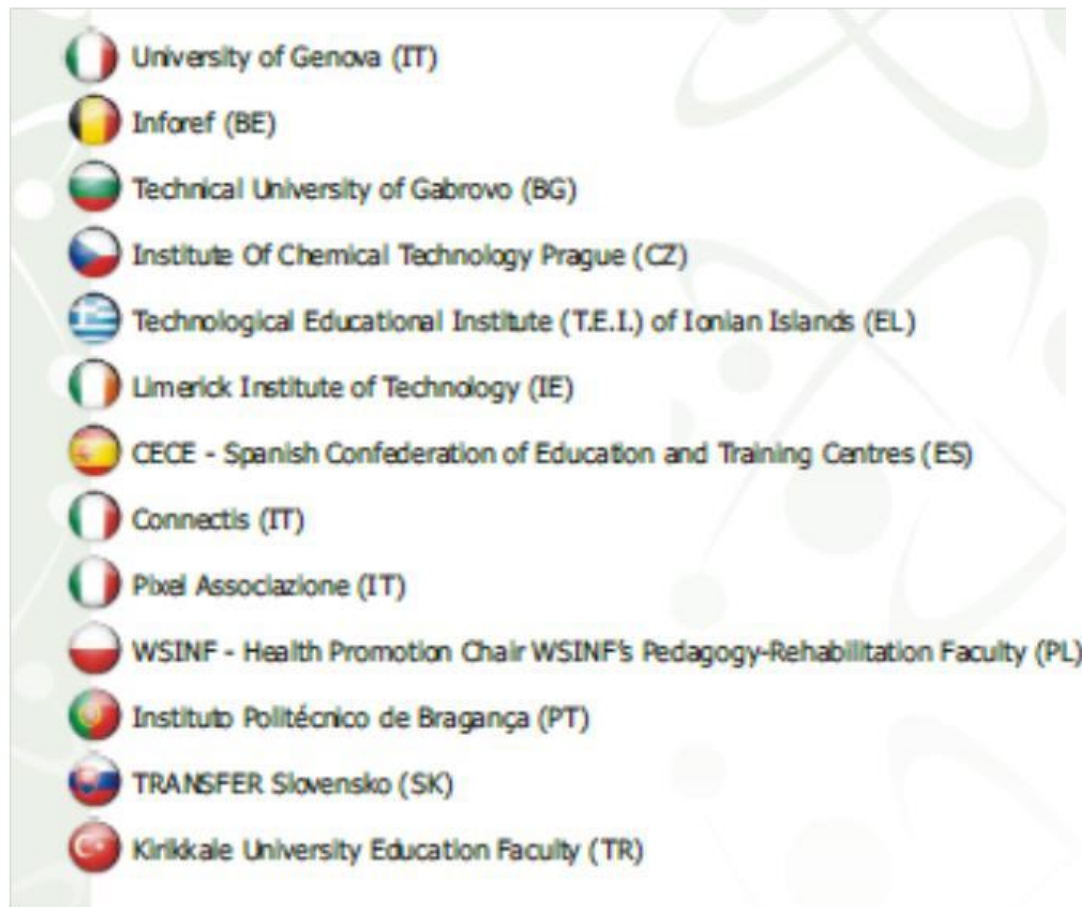 University of Genova (IT)
Inforef (BE)
Technical University of Gabrovo (BG)
Institute Of Chemical Technology Prague (CZ)
Technological Educational Institute (T.E.I.) of Ionian Islands (EL)
Limerick Institute of Technology (IE)
CECE - Spanish Confederation of Education and Training Centres (ES)
Connectis (IT)
Pixel Associazione (IT)
WSINF - Health Promotion Chair WSINF's Pedagogy-Rehabilitation Faculty (PL)
Instituto Politécnico de Bragança (PT)
TRANSFER Slovensko (SK)
Kirikkale University Education Faculty (TR)